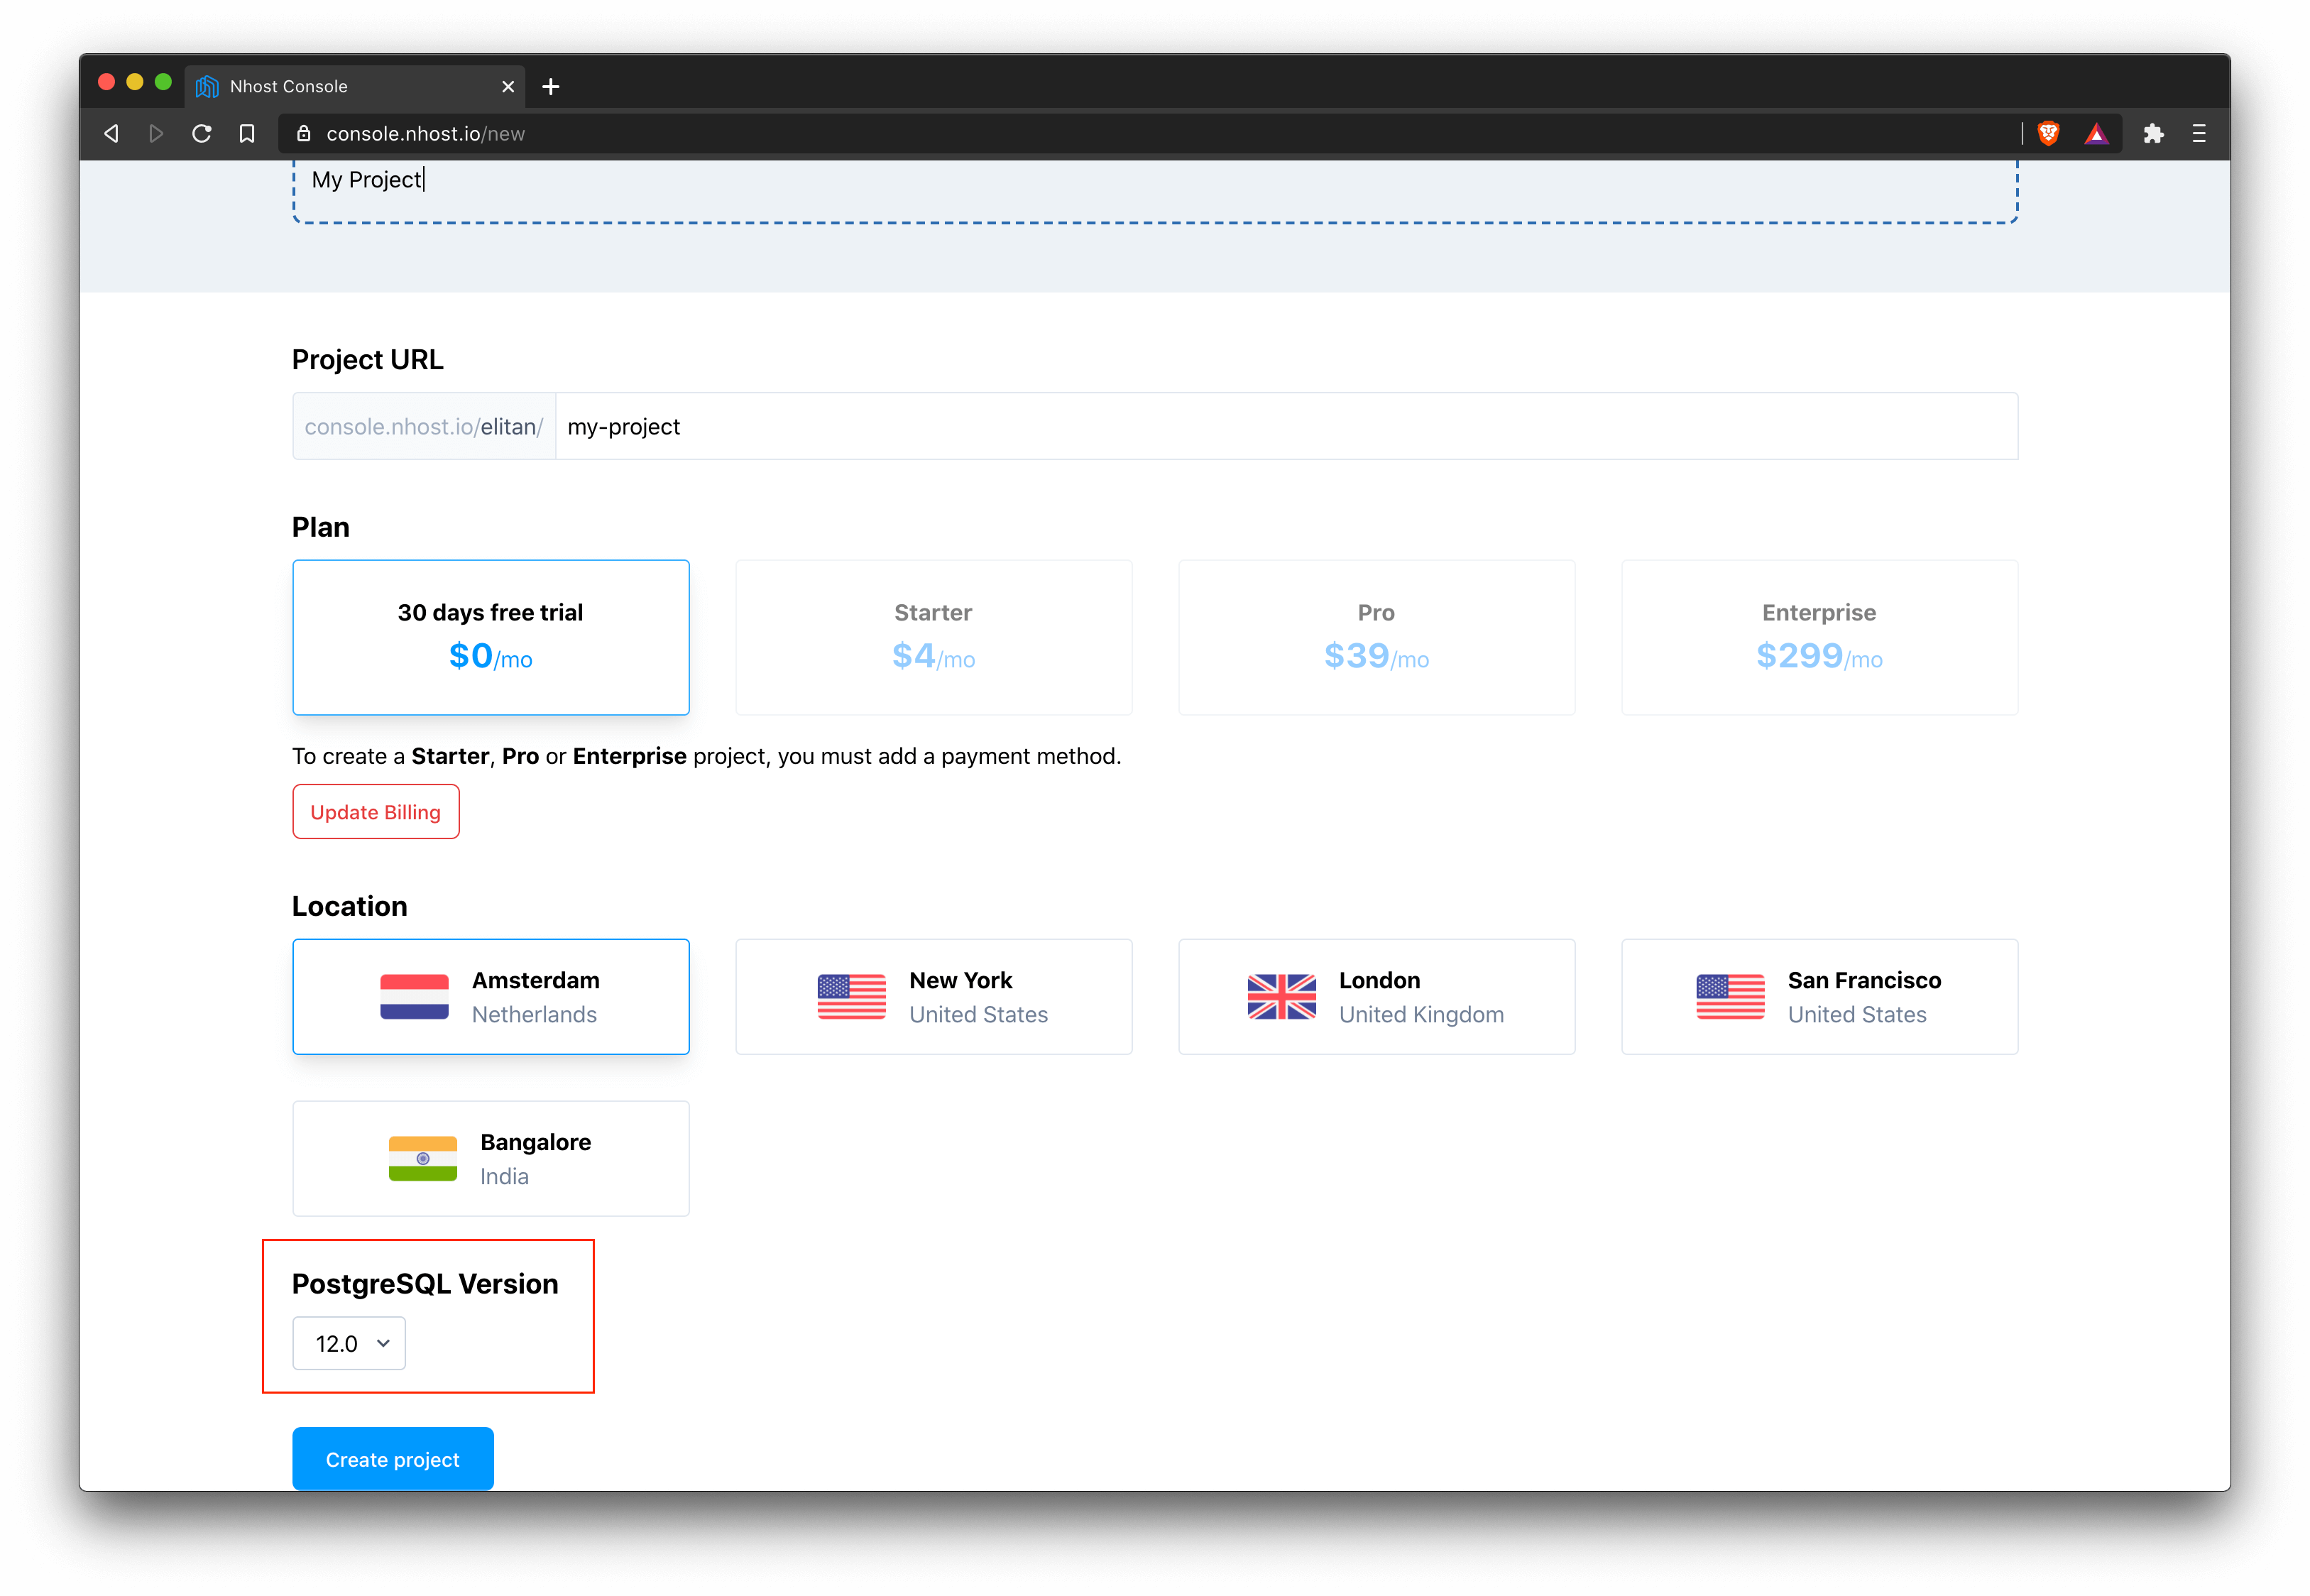 Nhost Console
console.nhost.io/new
My Project
Project URL
console.nhost.io/elitan/ my-project
Plan
30 days free trial
$0/mo
Starter
$4/mo
Pro
$39/mo
Enterprise
$299/mo
To create a Starter, Pro or Enterprise project, you must add a payment method.
Update Billing
Location
Amsterdam
Netherlands
New York
United States
London
United Kingdom
San Francisco
United States
Bangalore
India
PostgreSQL Version
12.0
Create project